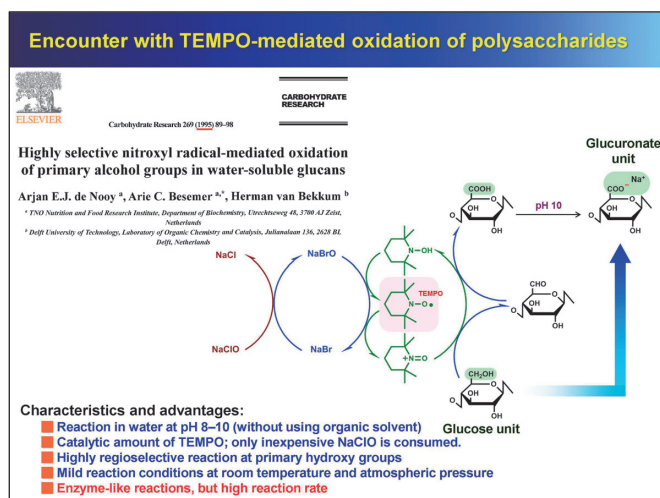 Encounter with TEMPO-mediated oxidation of polysaccharides
ELSEVIER
CARBOHYDRATE
RESEARCH
Carbohydrate Research 269 (1995) 89–98
Highly selective nitroxyl radical-mediated oxidation
of primary alcohol groups in water-soluble glucans
Arjan E.J. de Nooy a, Arie C. Besemer a,*, Herman van Bekkum b
a TNO Nutrition and Food Research Institute, Department of Biochemistry, Utrechtseweg 48, 3700 AJ Zeist,
Netherlands
b Delft University of Technology, Laboratory of Organic Chemistry and Catalysis, Julianalaan 136, 2628 BL
Delft, Netherlands
Glucuronate
unit
COO− Na+
O
OH
HO
O
OH
COOH
O
OH
HO
O
OH
pH 10
NaCl
NaBrO
N–OH
TEMPO
N–O•
CHO
O
OH
HO
O
OH
NaClO
NaBr
+
N=O
CH2OH
O
OH
HO
O
OH
Glucose unit
Characteristics and advantages:
Reaction in water at pH 8–10 (without using organic solvent)
Catalytic amount of TEMPO; only inexpensive NaClO is consumed.
Highly regioselective reaction at primary hydroxy groups
Mild reaction conditions at room temperature and atmospheric pressure
Enzyme-like reactions, but high reaction rate